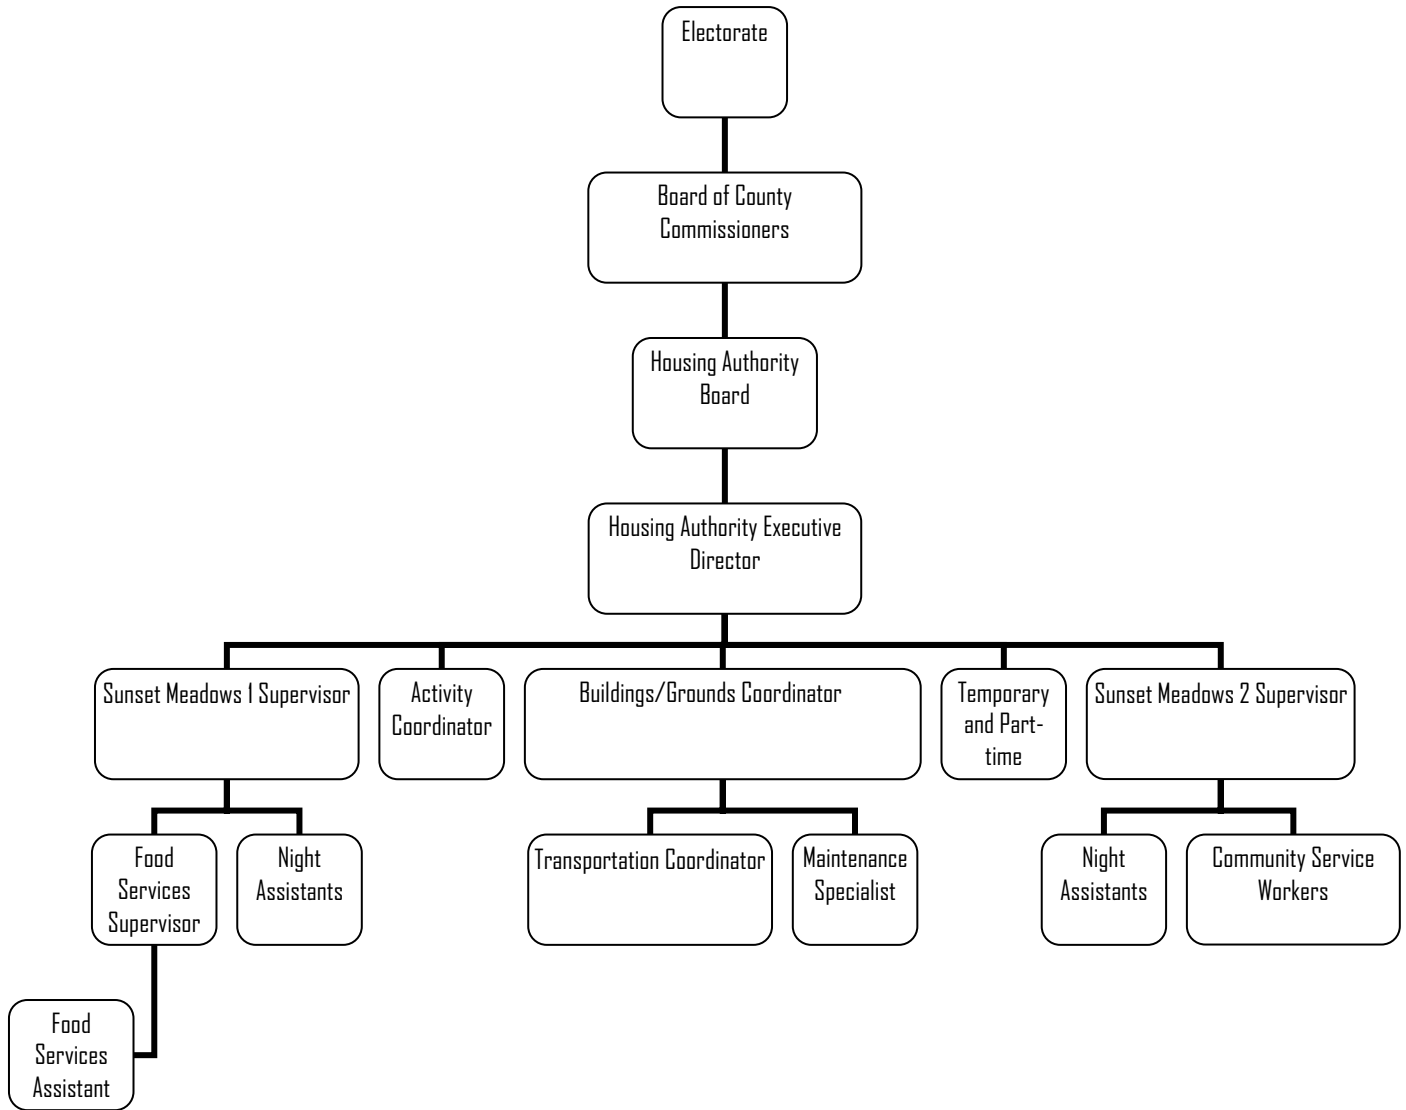 Electorate
Board of County
Commissioners
Housing Authority
Board
Housing Authority Executive
Director
Sunset Meadows 1 Supervisor
Activity
Coordinator
Buildings/Grounds Coordinator
Temporary
and Part-
time
Sunset Meadows 2 Supervisor
Food
Services
Supervisor
Night
Assistants
Transportation Coordinator
Maintenance
Specialist
Night
Assistants
Community Service
Workers
Food
Services
Assistant